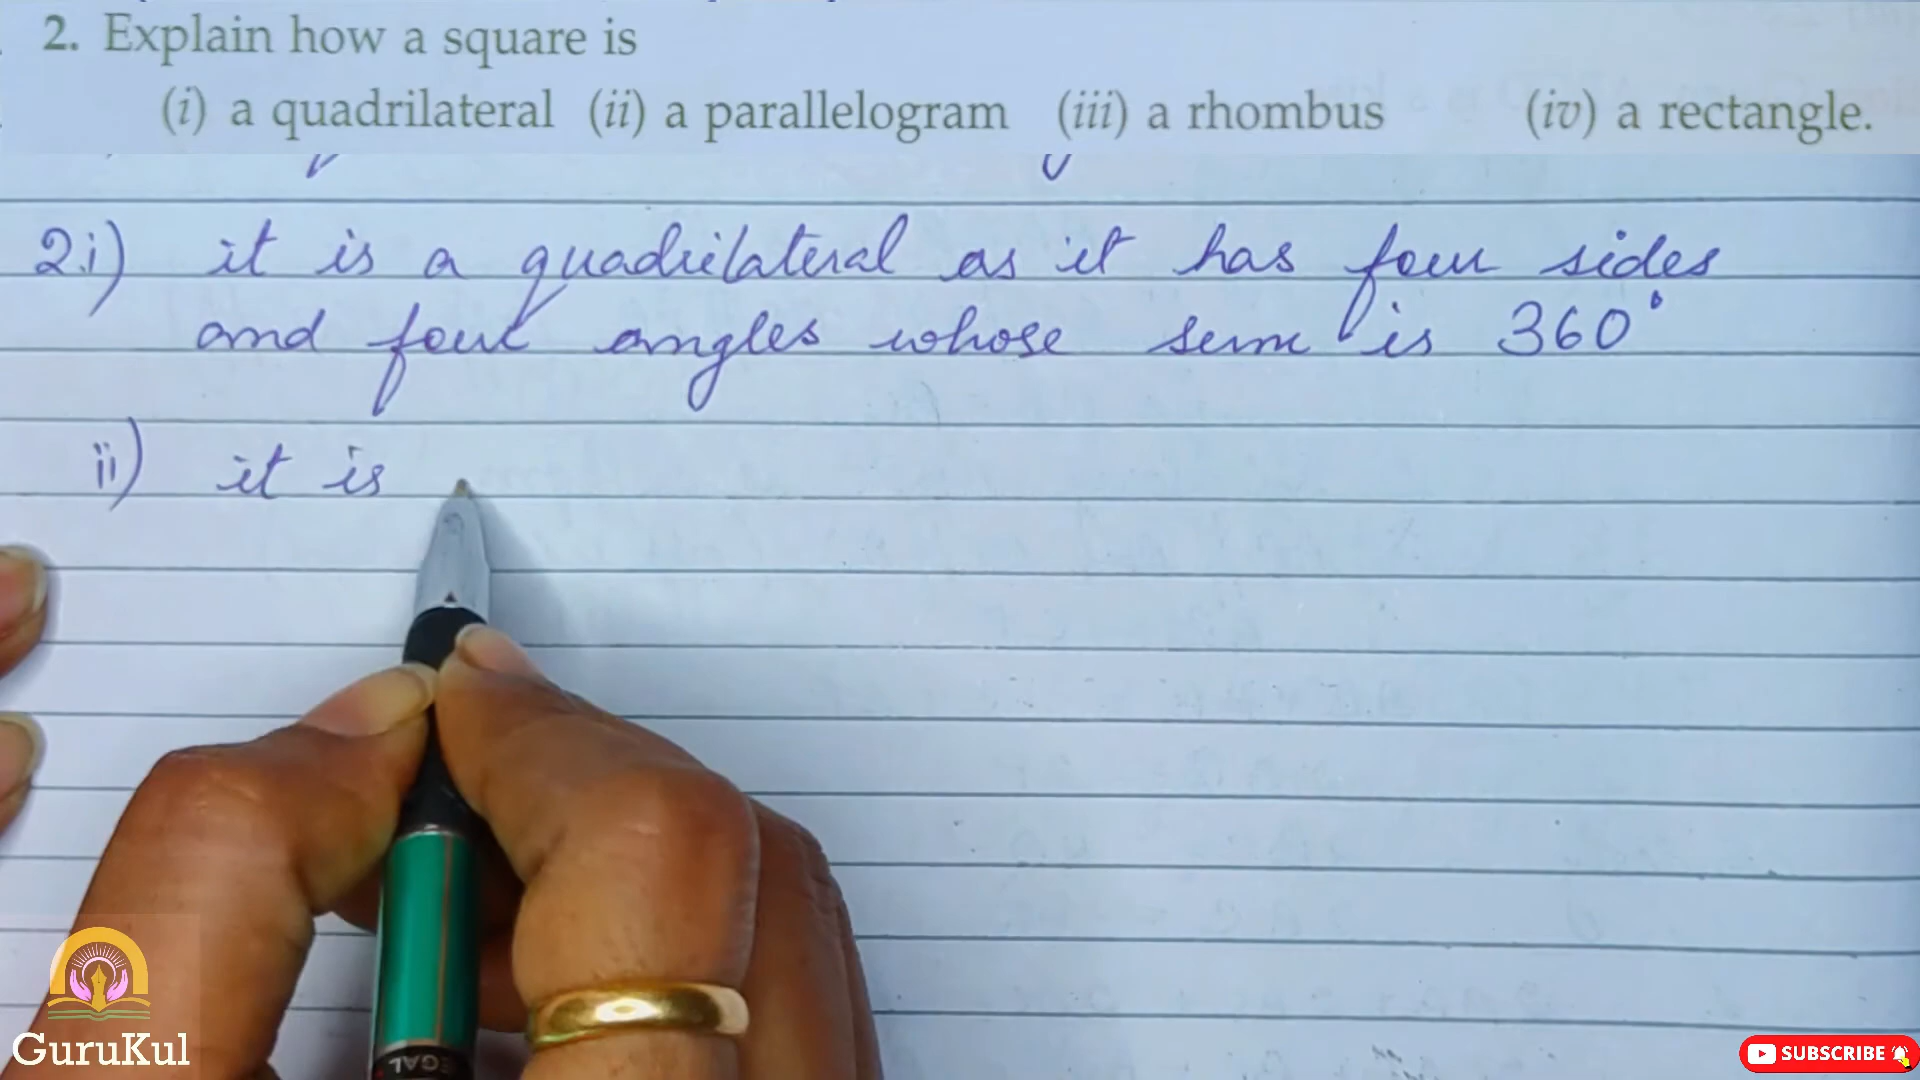 2. Explain how a square is
(i) a quadrilateral (ii) a parallelogram (iii) a rhombus (iv) a rectangle.
2.i) it is a quadrilateral as it has four sides
and four angles whose sum is 360°
ii) it is
GuruKul
SUBSCRIBE